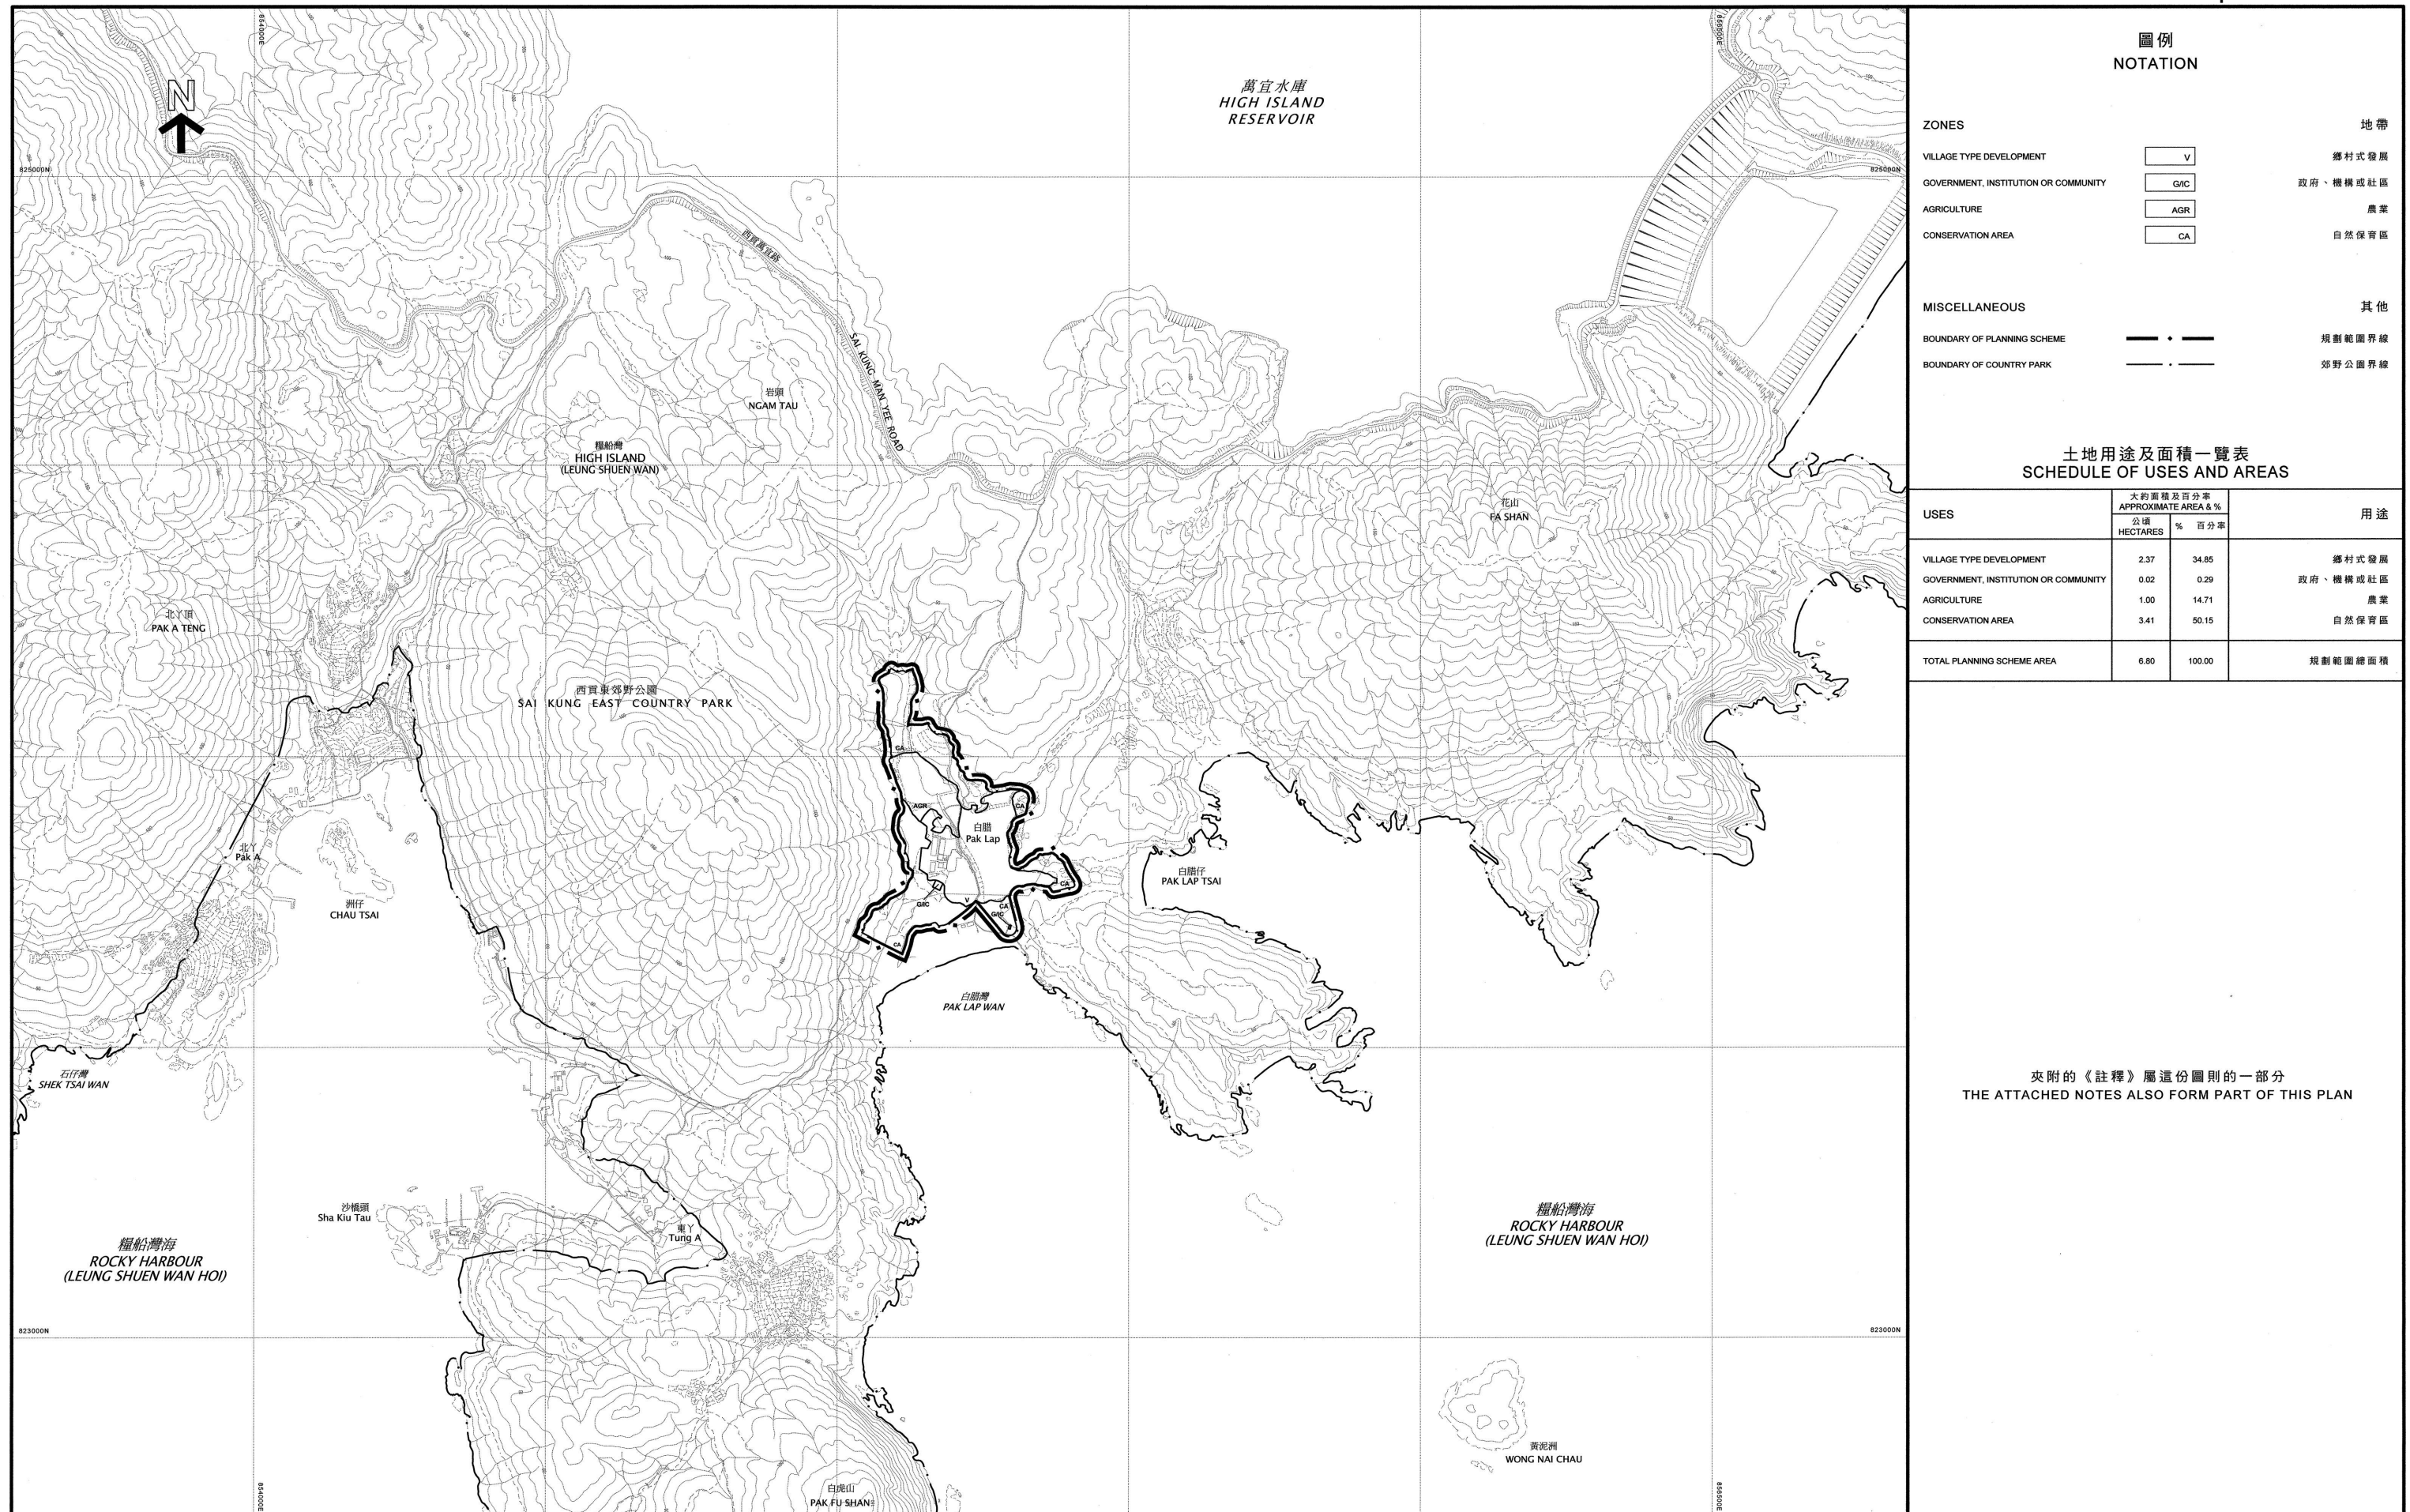 854000E
856500E
N
萬宜水庫
HIGH ISLAND
RESERVOIR
825000N
825000N
西貢萬宜路
SAI KUNG MAN YEE ROAD
岩頭
NGAM TAU
糧船灣
HIGH ISLAND
(LEUNG SHUEN WAN)
花山
FA SHAN
北丫頂
PAK A TENG
西貢東郊野公園
SAI KUNG EAST COUNTRY PARK
CA
AGR
CA
白腊
Pak Lap
北丫
Pak A
白腊仔
PAK LAP TSAI
CA
洲仔
CHAU TSAI
G/IC
V
CA
G/IC
CA
白腊灣
PAK LAP WAN
石仔灣
SHEK TSAI WAN
沙橋頭
Sha Kiu Tau
東丫
Tung A
糧船灣海
ROCKY HARBOUR
(LEUNG SHUEN WAN HOI)
糧船灣海
ROCKY HARBOUR
(LEUNG SHUEN WAN HOI)
823000N
823000N
黃泥洲
WONG NAI CHAU
白虎山
PAK FU SHAN
854000E
856500E
圖例
NOTATION
ZONES 地帶
VILLAGE TYPE DEVELOPMENT V 鄉村式發展
GOVERNMENT, INSTITUTION OR COMMUNITY G/IC 政府、機構或社區
AGRICULTURE AGR 農業
CONSERVATION AREA CA 自然保育區
MISCELLANEOUS 其他
BOUNDARY OF PLANNING SCHEME 規劃範圍界線
BOUNDARY OF COUNTRY PARK 郊野公園界線
土地用途及面積一覽表
SCHEDULE OF USES AND AREAS
USES 大約面積及百分率 用途
APPROXIMATE AREA & %
公頃 % 百分率
HECTARES
VILLAGE TYPE DEVELOPMENT 2.37 34.85 鄉村式發展
GOVERNMENT, INSTITUTION OR COMMUNITY 0.02 0.29 政府、機構或社區
AGRICULTURE 1.00 14.71 農業
CONSERVATION AREA 3.41 50.15 自然保育區
TOTAL PLANNING SCHEME AREA 6.80 100.00 規劃範圍總面積
夾附的《註釋》屬這份圖則的一部分
THE ATTACHED NOTES ALSO FORM PART OF THIS PLAN